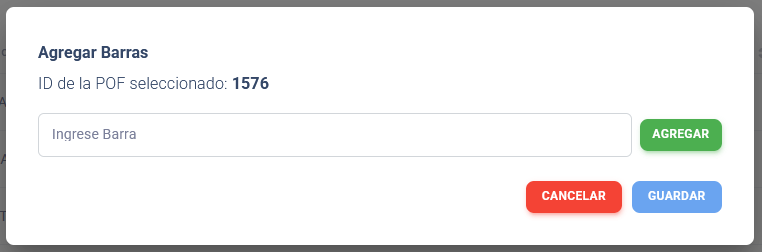 Agregar Barras
ID de la POF seleccionado: 1576
Ingrese Barra
AGREGAR
CANCELAR
GUARDAR